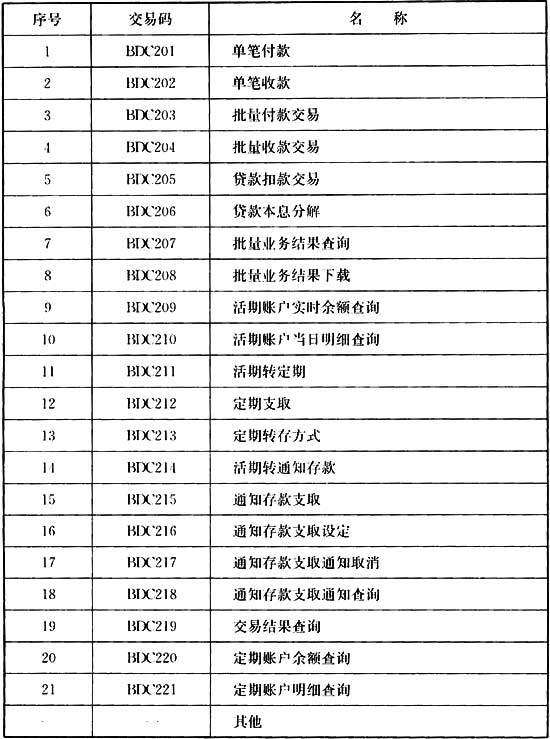 序号 交易码 名 称
1 BDC201 单笔付款
2 BDC202 单笔收款
3 BDC203 批量付款交易
4 BDC204 批量收款交易
5 BDC205 贷款扣款交易
6 BDC206 贷款本息分解
7 BDC207 批量业务结果查询
8 BDC208 批量业务结果下载
9 BDC209 活期账户实时余额查询
10 BDC210 活期账户当日明细查询
11 BDC211 活期转定期
12 BDC212 定期支取
13 BDC213 定期转存方式
14 BDC214 活期转通知存款
15 BDC215 通知存款支取
16 BDC216 通知存款支取设定
17 BDC217 通知存款支取通知取消
18 BDC218 通知存款支取通知查询
19 BDC219 交易结果查询
20 BDC220 定期账户余额查询
21 BDC221 定期账户明细查询
其他